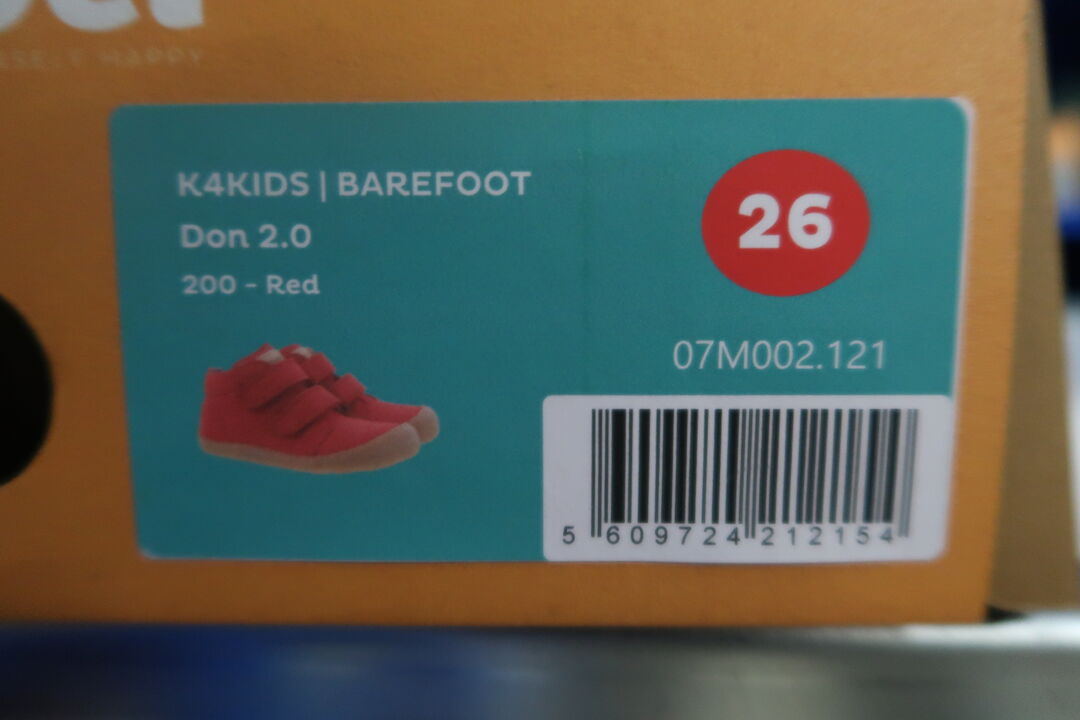 K4KIDS | BAREFOOT
Don 2.0
200 - Red
26
07M002.121
5 609724 212154